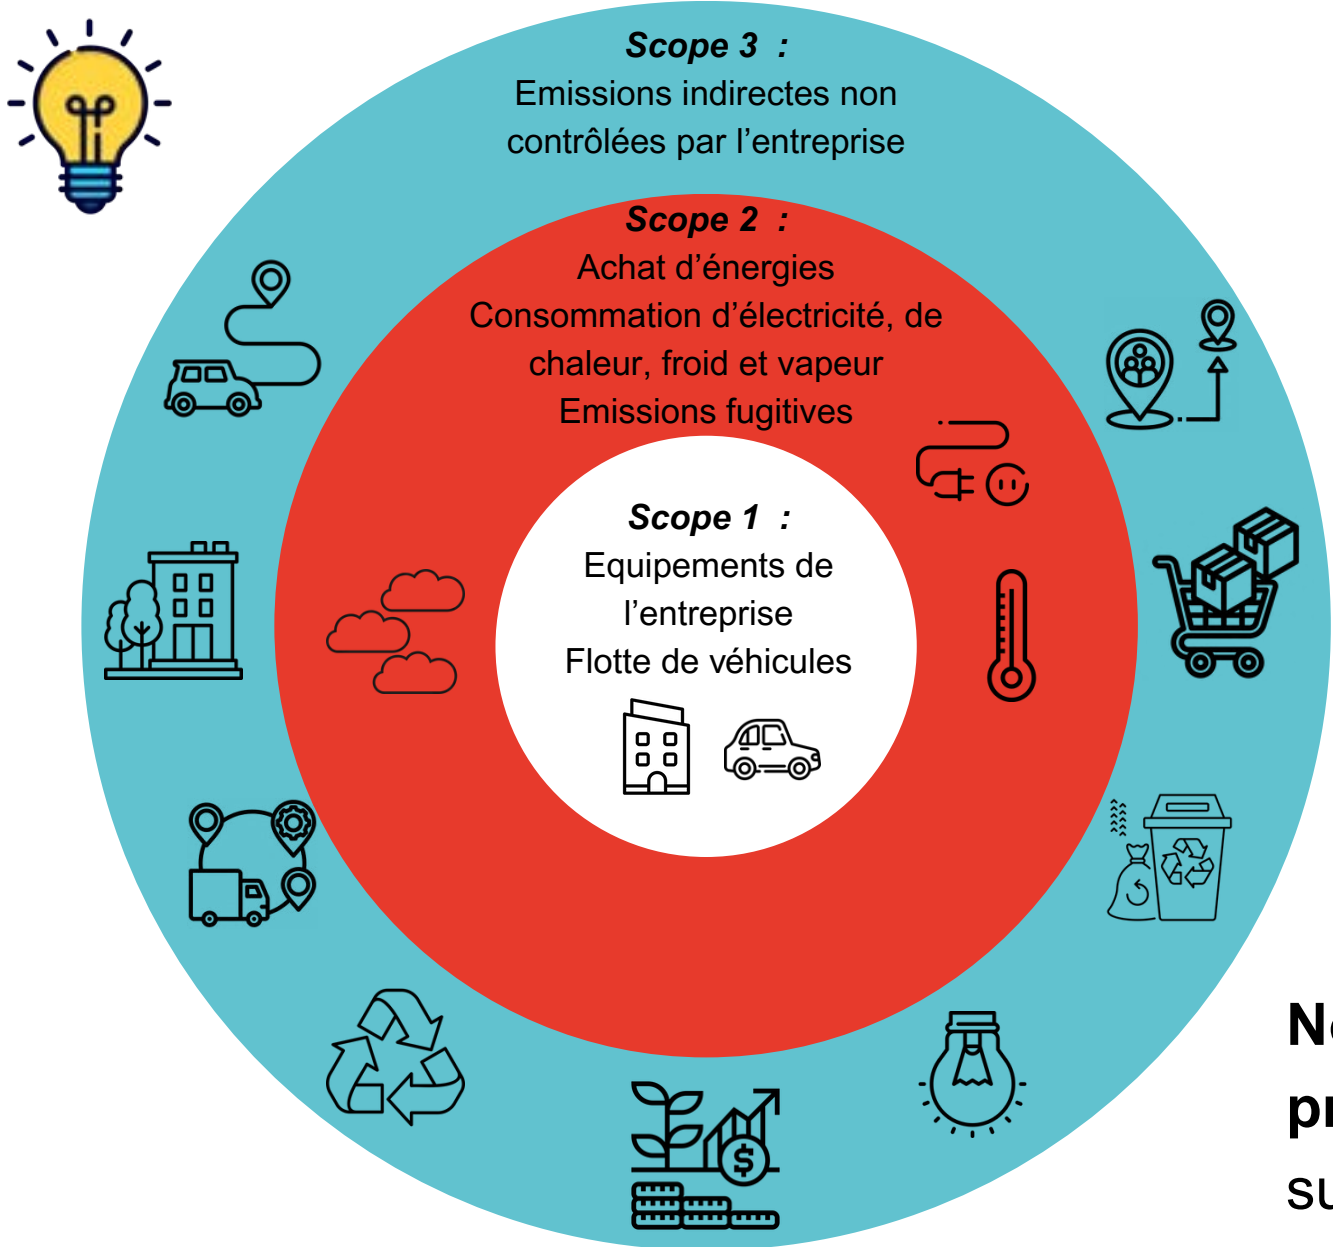 Scope 3 :
Emissions indirectes non
contrôlées par l'entreprise
Scope 2 :
Achat d'énergies
Consommation d'électricité, de
chaleur, froid et vapeur
Emissions fugitives
Scope 1 :
Equipements de
l'entreprise
Flotte de véhicules